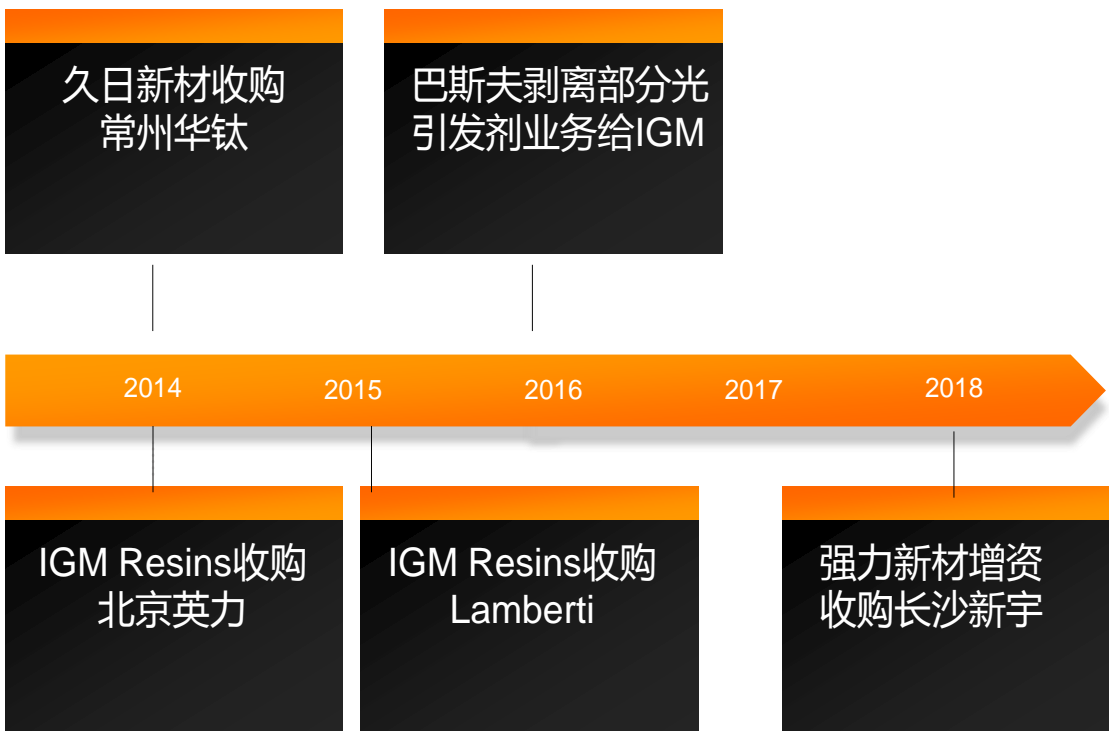 久日新材收购
常州华钛
巴斯夫剥离部分光
引发剂业务给IGM
2014
2015
2016
2017
2018
IGM Resins收购
北京英力
IGM Resins收购
Lamberti
强力新材增资
收购长沙新宇